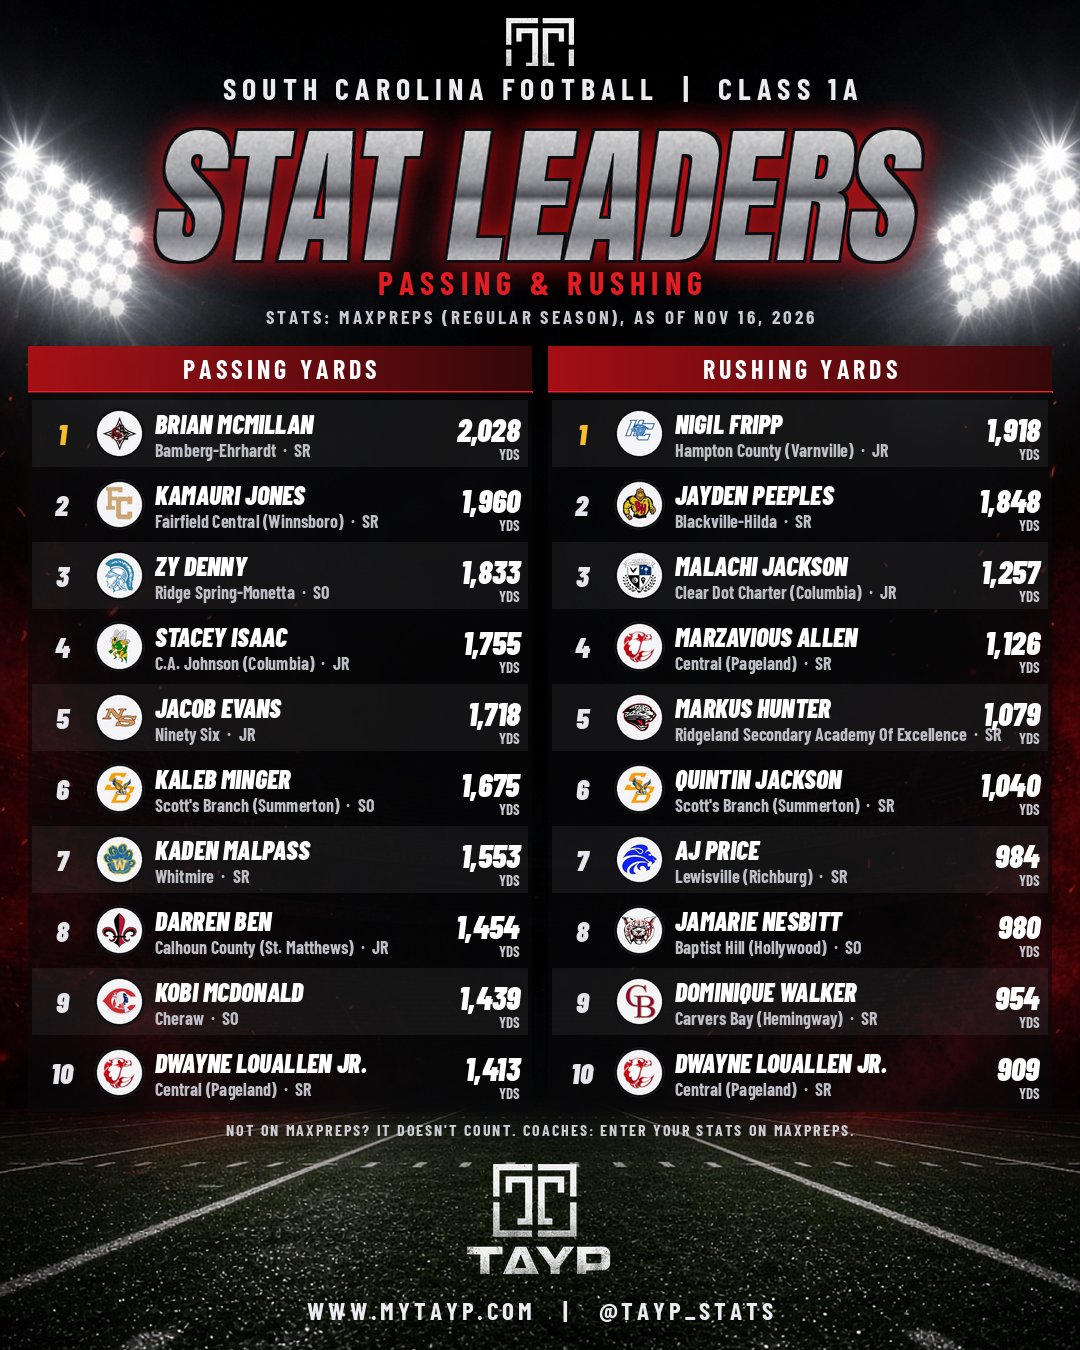 SOUTH CAROLINA FOOTBALL | CLASS 1A
STAT LEADERS
PASSING & RUSHING
STATS: MAXPREPS (REGULAR SEASON), AS OF NOV 16, 2026
PASSING YARDS
1 BRIAN MCMILLAN 2,028
Bamberg-Ehrhardt · SR YDS
2 KAMAURI JONES 1,960
Fairfield Central (Winnsboro) · SR YDS
3 ZY DENNY 1,833
Ridge Spring-Monetta · SO YDS
4 STACEY ISAAC 1,755
C.A. Johnson (Columbia) · JR YDS
5 JACOB EVANS 1,718
Ninety Six · JR YDS
6 KALEB MINGER 1,675
Scott's Branch (Summerton) · SO YDS
7 KADEN MALPASS 1,553
Whitmire · SR YDS
8 DARREN BEN 1,454
Calhoun County (St. Matthews) · JR YDS
9 KOBI MCDONALD 1,439
Cheraw · SO YDS
10 DWAYNE LOUALLEN JR. 1,413
Central (Pageland) · SR YDS
RUSHING YARDS
1 NIGIL FRIPP 1,918
Hampton County (Varnville) · JR YDS
2 JAYDEN PEEPLES 1,848
Blackville-Hilda · SR YDS
3 MALACHI JACKSON 1,257
Clear Dot Charter (Columbia) · JR YDS
4 MARZAVIOUS ALLEN 1,126
Central (Pageland) · SR YDS
5 MARKUS HUNTER 1,079
Ridgeland Secondary Academy Of Excellence · SR YDS
6 QUINTIN JACKSON 1,040
Scott's Branch (Summerton) · SR YDS
7 AJ PRICE 984
Lewisville (Richburg) · SR YDS
8 JAMARIE NESBITT 980
Baptist Hill (Hollywood) · SO YDS
9 DOMINIQUE WALKER 954
Carvers Bay (Hemingway) · SR YDS
10 DWAYNE LOUALLEN JR. 909
Central (Pageland) · SR YDS
NOT ON MAXPREPS? IT DOESN'T COUNT. COACHES: ENTER YOUR STATS ON MAXPREPS.
TAYP
WWW.MYTAYP.COM | @TAYP_STATS